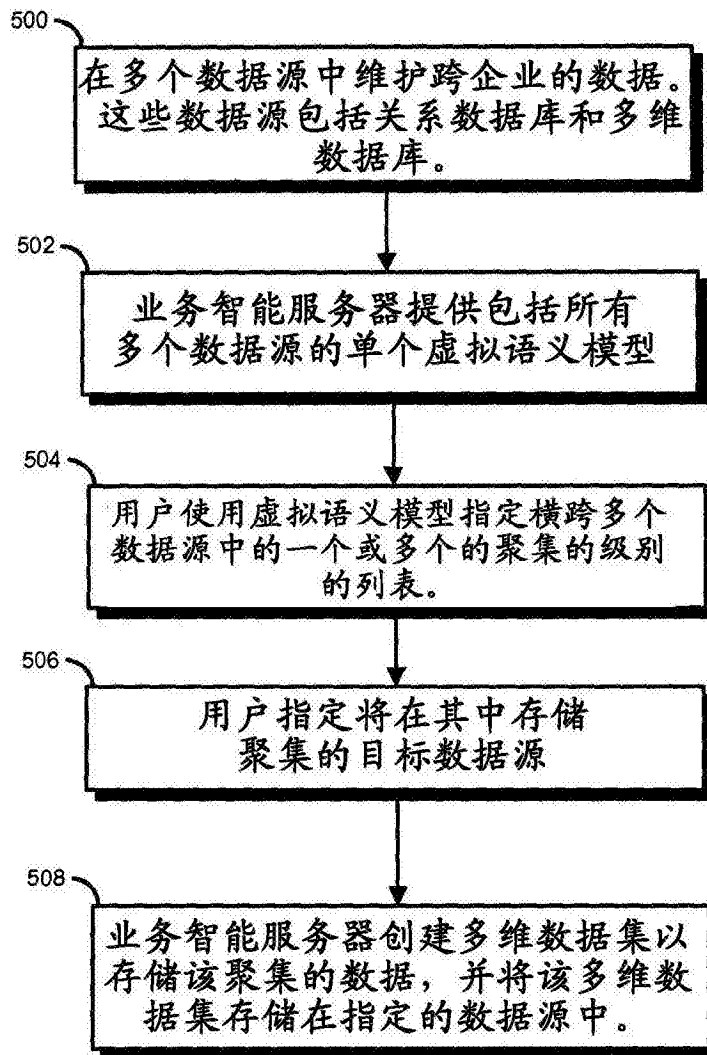 500
在多个数据源中维护跨企业的数据。
这些数据源包括关系数据库和多维
数据库。
502
业务智能服务器提供包括所有
多个数据源的单个虚拟语义模型
504
用户使用虚拟语义模型指定横跨多个
数据源中的一个或多个的聚集的级别
的列表。
506
用户指定将在其中存储
聚集的目标数据源
508
业务智能服务器创建多维数据集以
存储该聚集的数据，并将该多维数
据集存储在指定的数据源中。